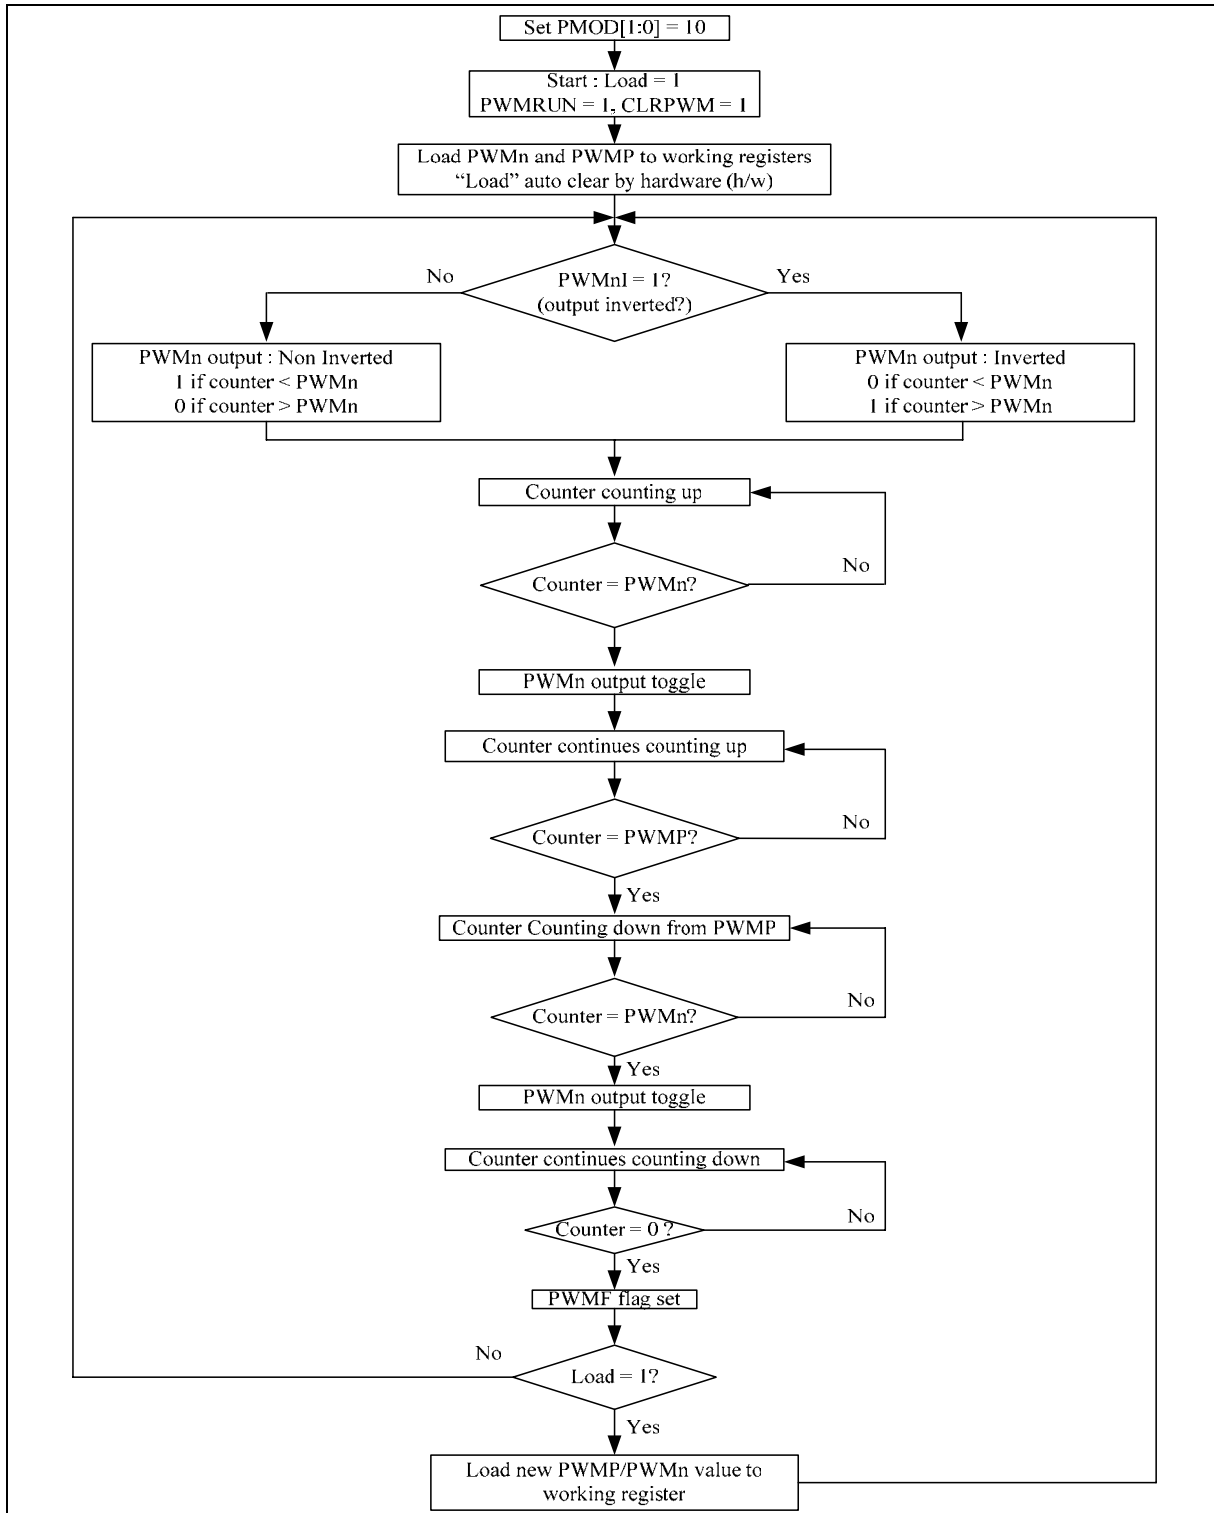 Set PMOD[1:0] = 10
Start : Load = 1
PWMRUN = 1, CLRPWM = 1
Load PWMn and PWMP to working registers
“Load” auto clear by hardware (h/w)
No
PWMnI = 1?
(output inverted?)
Yes
PWMn output : Non Inverted
1 if counter < PWMn
0 if counter > PWMn
PWMn output : Inverted
0 if counter < PWMn
1 if counter > PWMn
Counter counting up
Counter = PWMn?
No
PWMn output toggle
Counter continues counting up
Counter = PWMP?
No
Yes
Counter Counting down from PWMP
Counter = PWMn?
No
Yes
PWMn output toggle
Counter continues counting down
Counter = 0 ?
No
Yes
PWMF flag set
No
Load = 1?
Yes
Load new PWMP/PWMn value to
working register